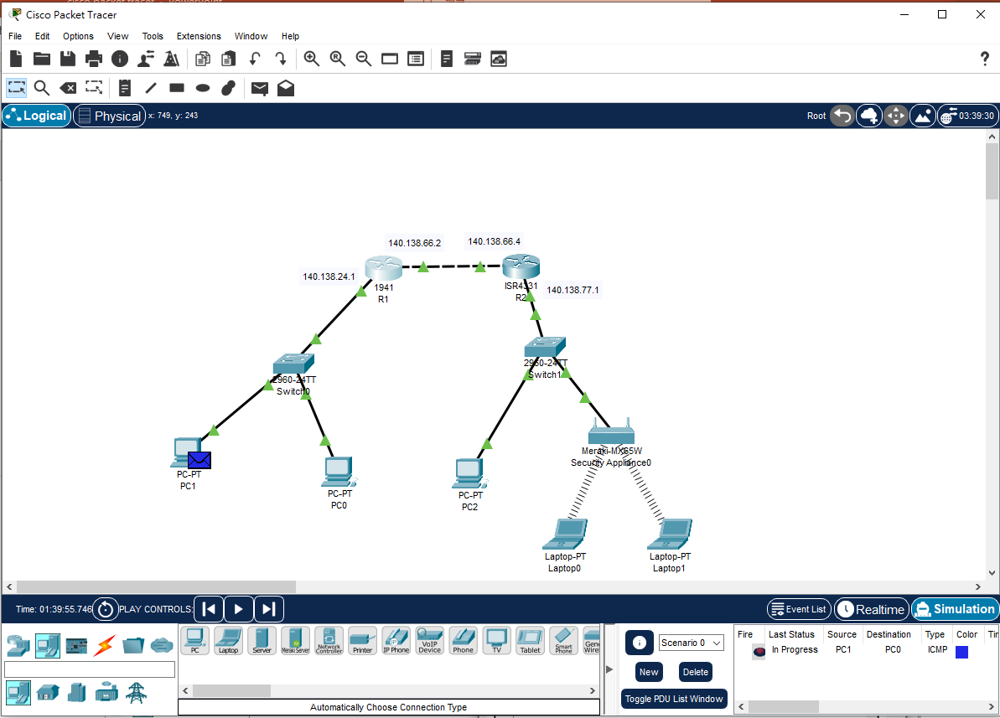 Cisco Packet Tracer
File Edit Options View Tools Extensions Window Help
Logical Physical x: 749, y: 243 Root 03:39:30
140.138.66.2 140.138.66.4
140.138.24.1
1941
R1
ISR4331
R2
140.138.77.1
2960-24TT
Switch0
2960-24TT
Switch1
Meraki-MX65W
Security Appliance0
PC-PT
PC1
PC-PT
PC0
PC-PT
PC2
Laptop-PT
Laptop0
Laptop-PT
Laptop1
Time: 01:39:55.746 PLAY CONTROLS: Event List Realtime Simulation
PC Laptop Server Meraki Server Network Controller Printer IP Phone VoIP Device Phone TV Tablet Smart Phone
Automatically Choose Connection Type
Scenario 0
New Delete
Toggle PDU List Window
Fire Last Status Source Destination Type Color
In Progress PC1 PC0 ICMP